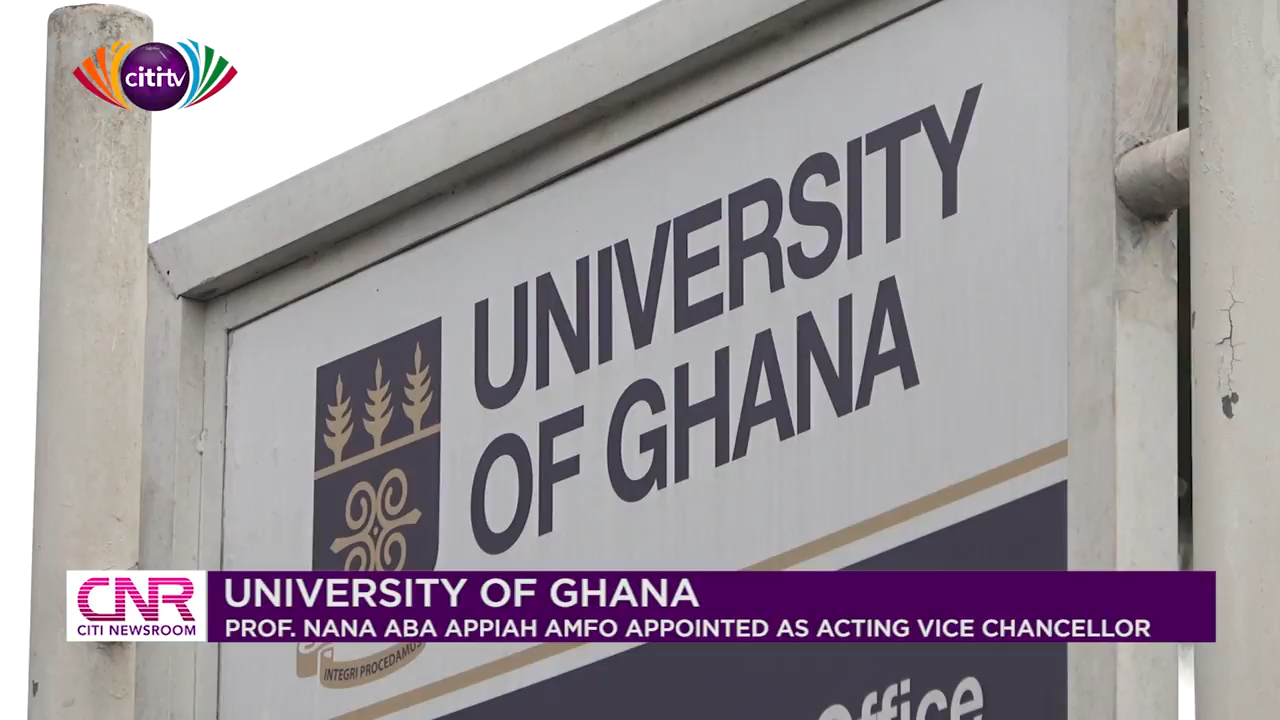 citi tv
UNIVERSITY
OF GHANA
CNR
CITI NEWSROOM
UNIVERSITY OF GHANA
PROF. NANA ABA APPIAH AMFO APPOINTED AS ACTING VICE CHANCELLOR
INTEGRI PROCEDAMUS
Office